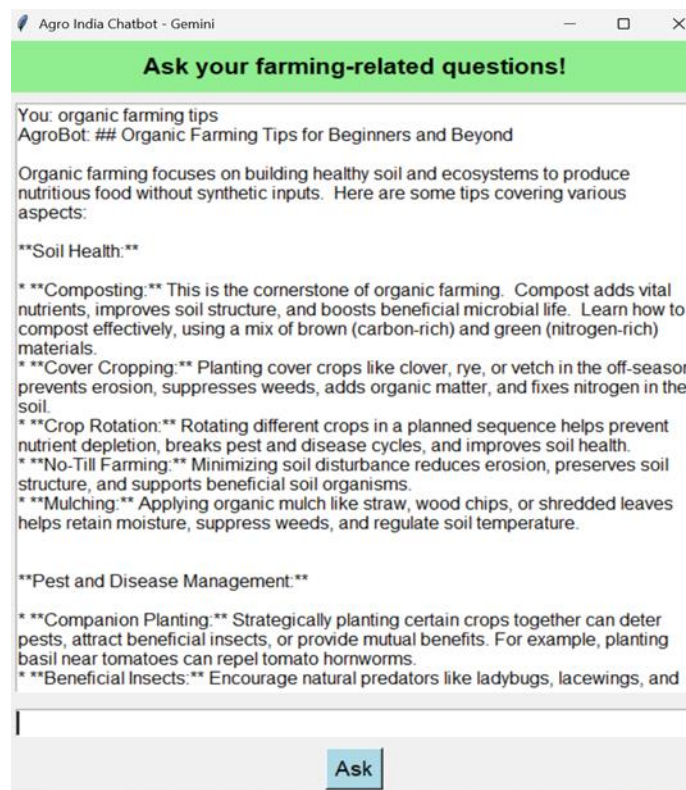 Agro India Chatbot - Gemini
Ask your farming-related questions!
You: organic farming tips
AgroBot: ## Organic Farming Tips for Beginners and Beyond
Organic farming focuses on building healthy soil and ecosystems to produce
nutritious food without synthetic inputs.  Here are some tips covering various
aspects:
**Soil Health:**
* **Composting:** This is the cornerstone of organic farming.  Compost adds vital
nutrients, improves soil structure, and boosts beneficial microbial life.  Learn how to
compost effectively, using a mix of brown (carbon-rich) and green (nitrogen-rich)
materials.
* **Cover Cropping:** Planting cover crops like clover, rye, or vetch in the off-season
prevents erosion, suppresses weeds, adds organic matter, and fixes nitrogen in the
soil.
* **Crop Rotation:** Rotating different crops in a planned sequence helps prevent
nutrient depletion, breaks pest and disease cycles, and improves soil health.
* **No-Till Farming:** Minimizing soil disturbance reduces erosion, preserves soil
structure, and supports beneficial soil organisms.
* **Mulching:** Applying organic mulch like straw, wood chips, or shredded leaves
helps retain moisture, suppress weeds, and regulate soil temperature.
**Pest and Disease Management:**
* **Companion Planting:** Strategically planting certain crops together can deter
pests, attract beneficial insects, or provide mutual benefits. For example, planting
basil near tomatoes can repel tomato hornworms.
* **Beneficial Insects:** Encourage natural predators like ladybugs, lacewings, and
Ask